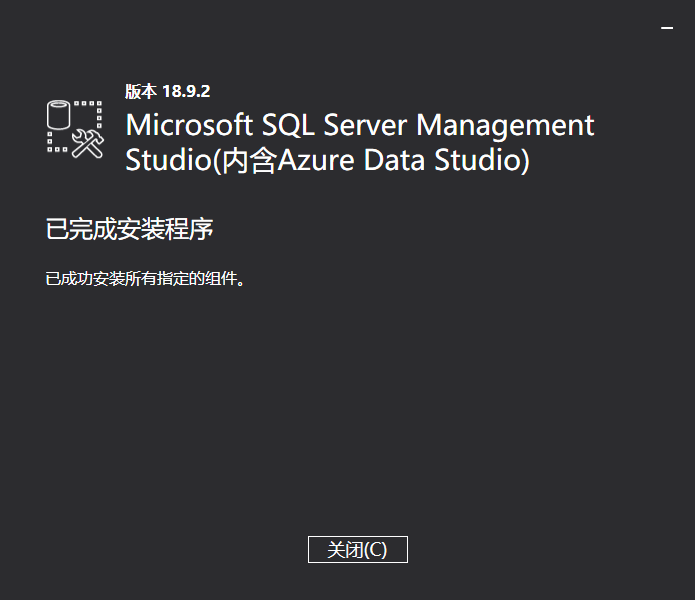 版本 18.9.2
Microsoft SQL Server Management
Studio(内含Azure Data Studio)
已完成安装程序
已成功安装所有指定的组件。
关闭(C)